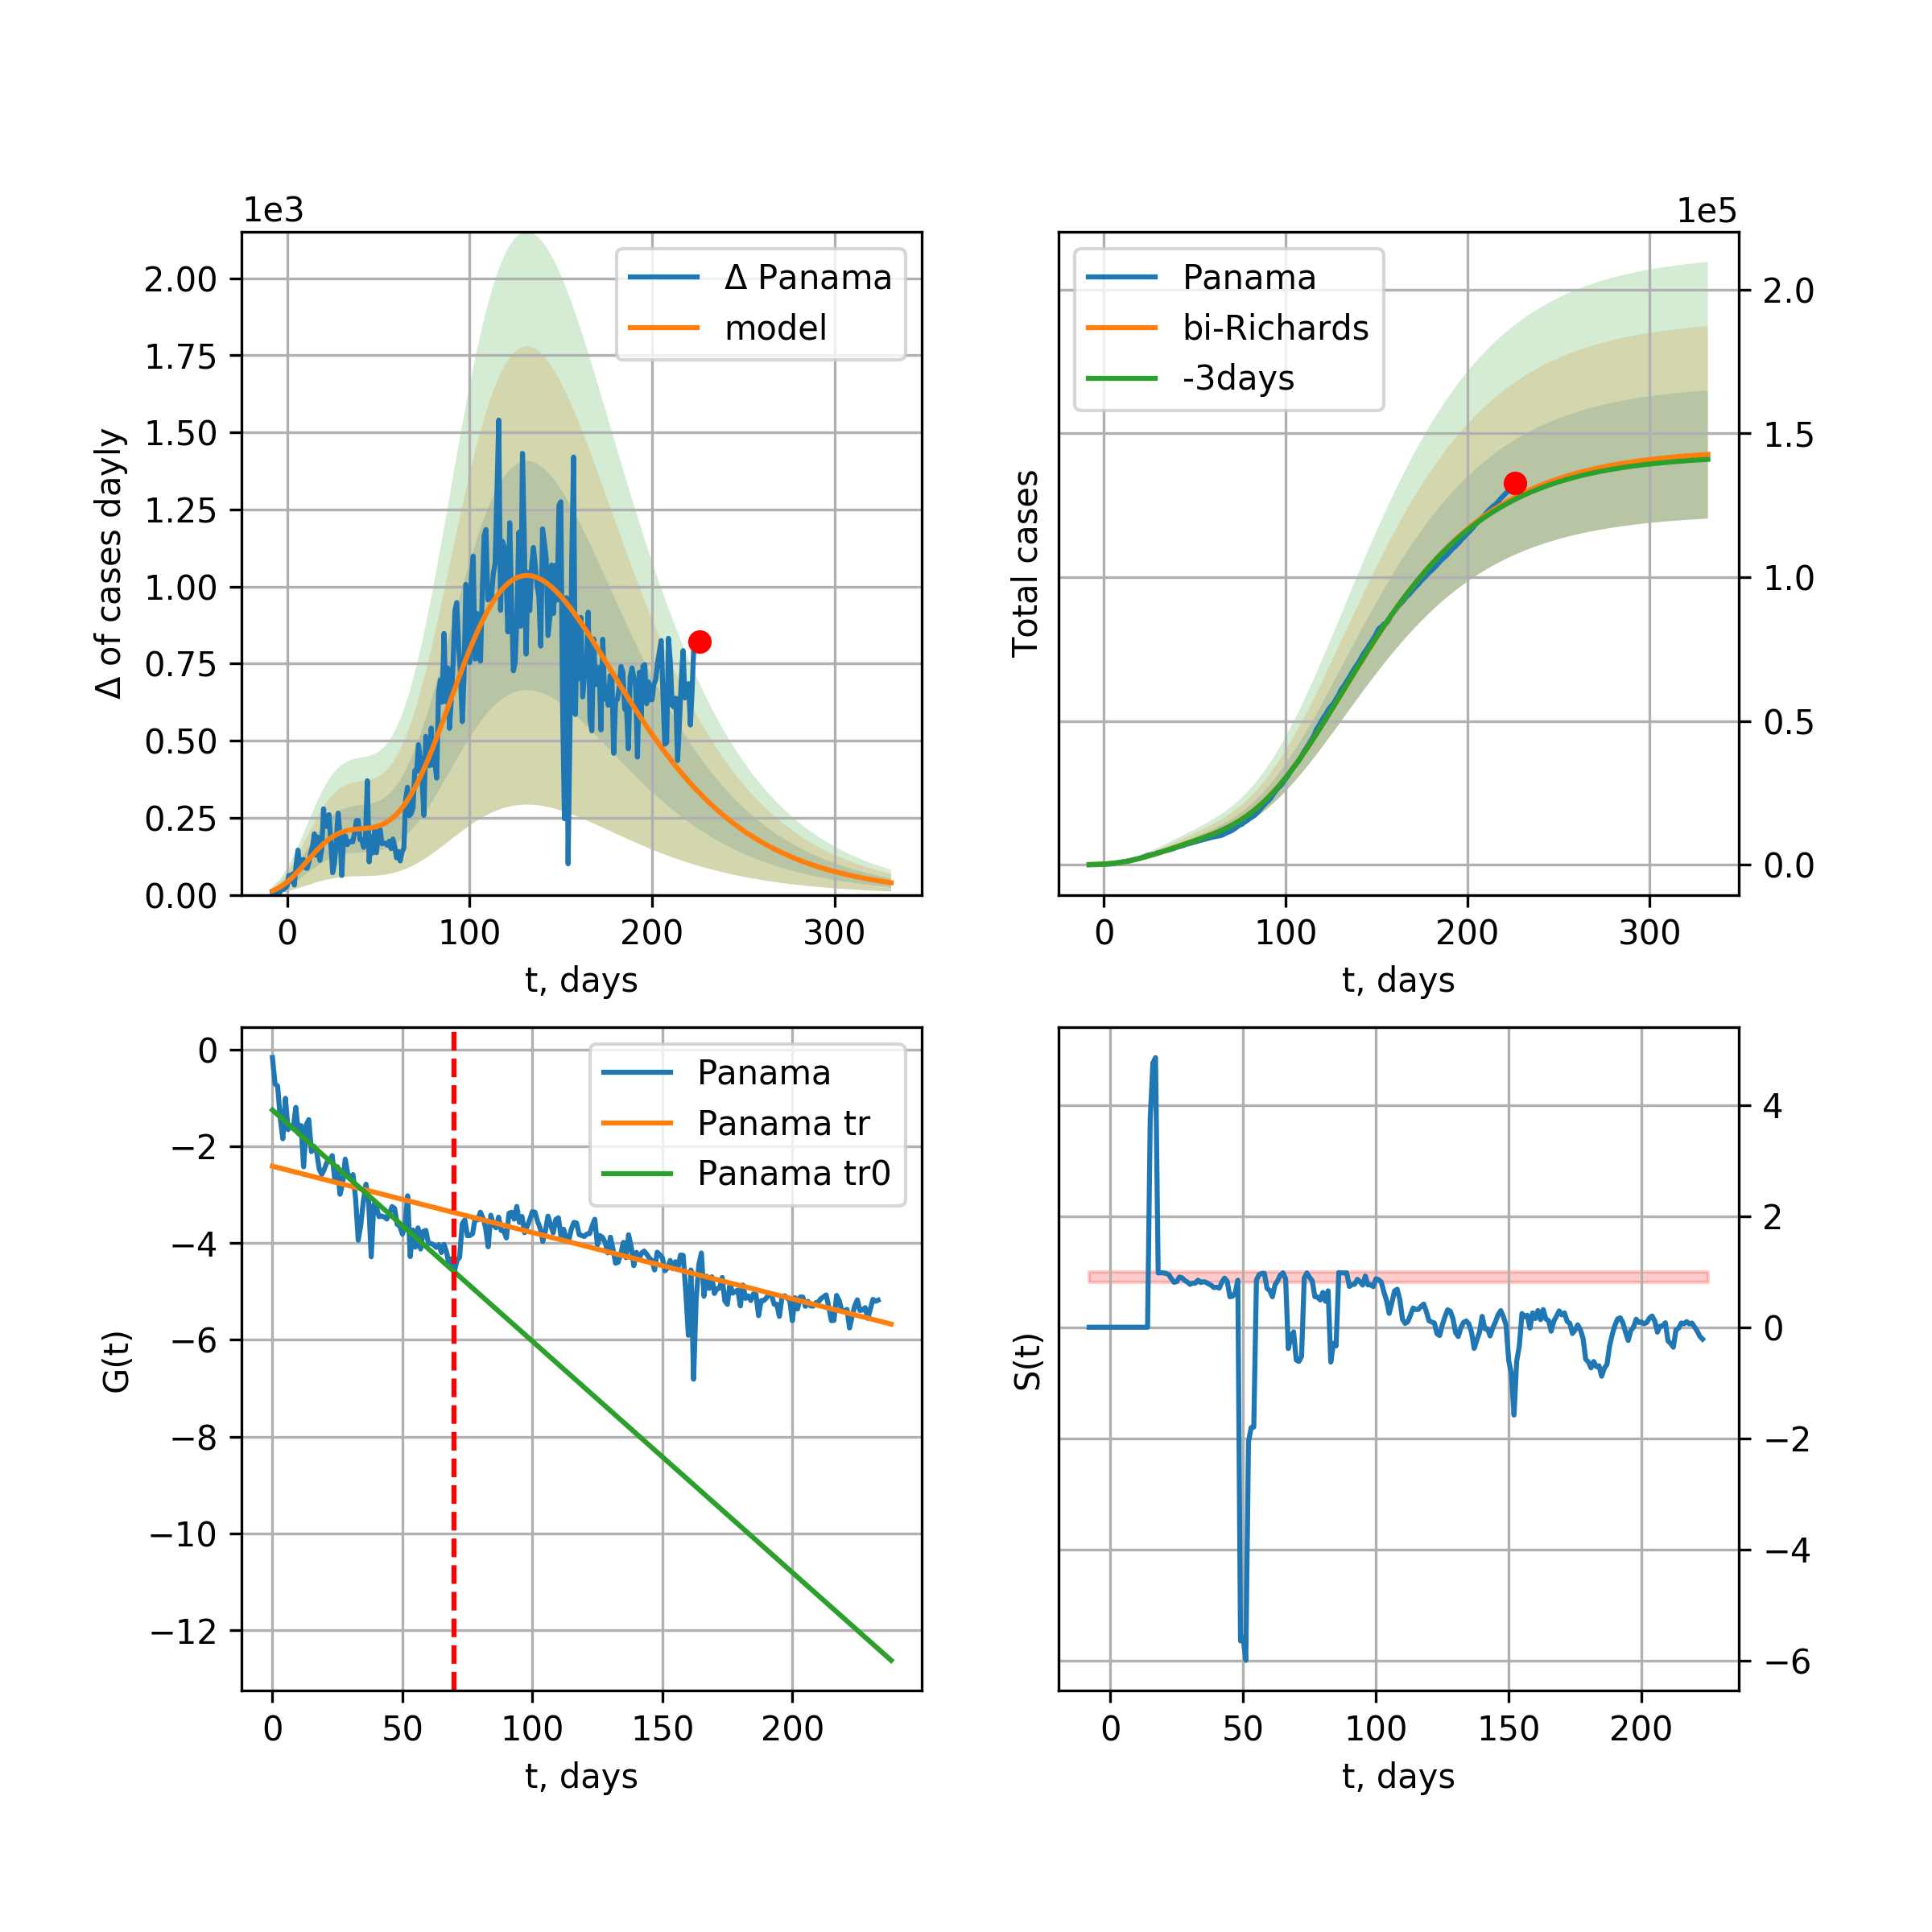 1e3
2.00
1.75
1.50
1.25
1.00
0.75
0.50
0.25
0.00
Δ of cases dayly
Δ Panama
model
0 100 200 300
t, days
1e5
Panama
bi-Richards
-3days
2.0
1.5
1.0
0.5
0.0
Total cases
0 100 200 300
t, days
0
−2
−4
−6
−8
−10
−12
G(t)
Panama
Panama tr
Panama tr0
0 50 100 150 200
t, days
4
2
0
−2
−4
−6
S(t)
0 50 100 150 200
t, days